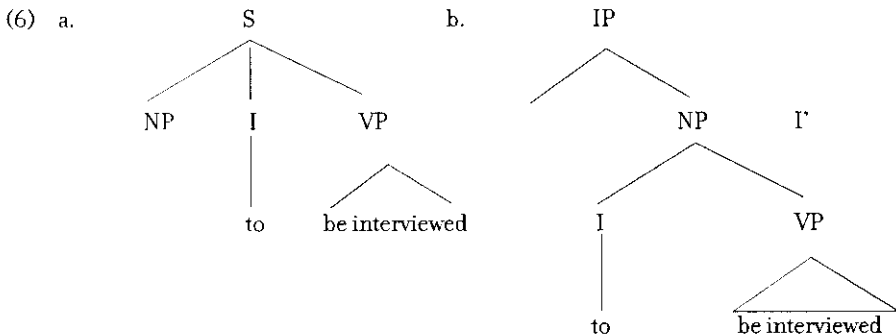 (6) a. S b. IP
NP I VP NP I'
I VP
to be interviewed
to be interviewed